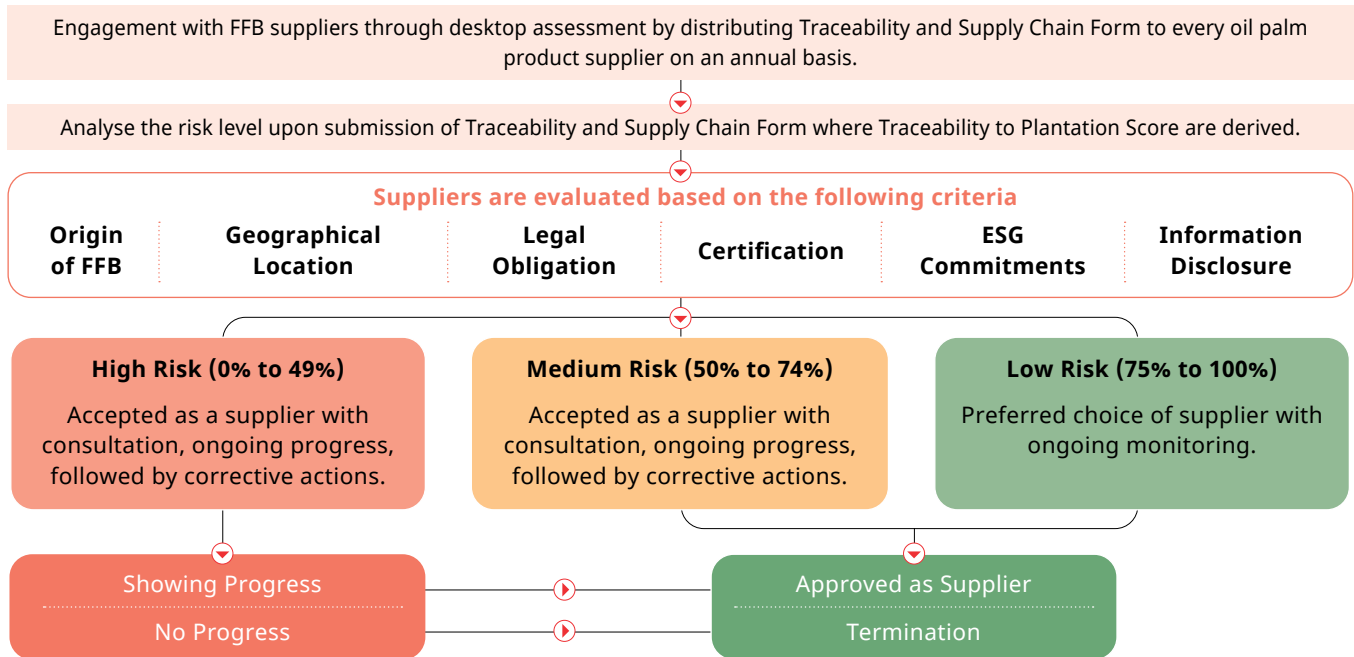 Engagement with FFB suppliers through desktop assessment by distributing Traceability and Supply Chain Form to every oil palm
product supplier on an annual basis.
Analyse the risk level upon submission of Traceability and Supply Chain Form where Traceability to Plantation Score are derived.
Suppliers are evaluated based on the following criteria
Origin
of FFB
Geographical
Location
Legal
Obligation
Certification
ESG
Commitments
Information
Disclosure
High Risk (0% to 49%)
Accepted as a supplier with
consultation, ongoing progress,
followed by corrective actions.
Medium Risk (50% to 74%)
Accepted as a supplier with
consultation, ongoing progress,
followed by corrective actions.
Low Risk (75% to 100%)
Preferred choice of supplier with
ongoing monitoring.
Showing Progress
No Progress
Approved as Supplier
Termination